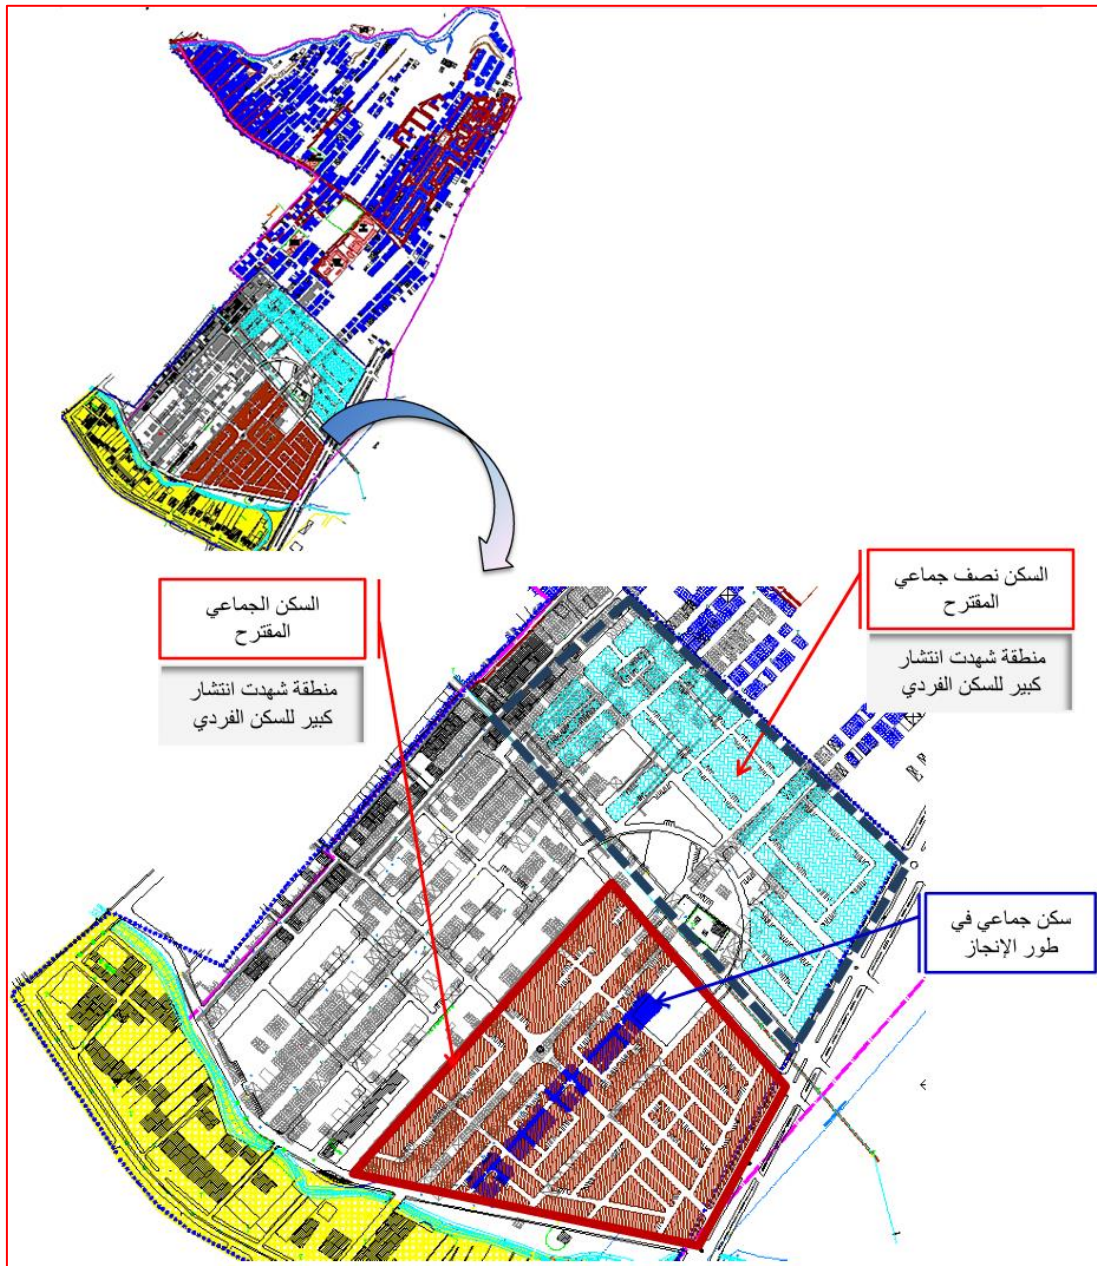 السكن نصف جماعي
المقترح
منطقة شهدت انتشار
كبير للسكن الفردي
السكن الجماعي
المقترح
منطقة شهدت انتشار
كبير للسكن الفردي
سكن جماعي في
طور الإنجاز